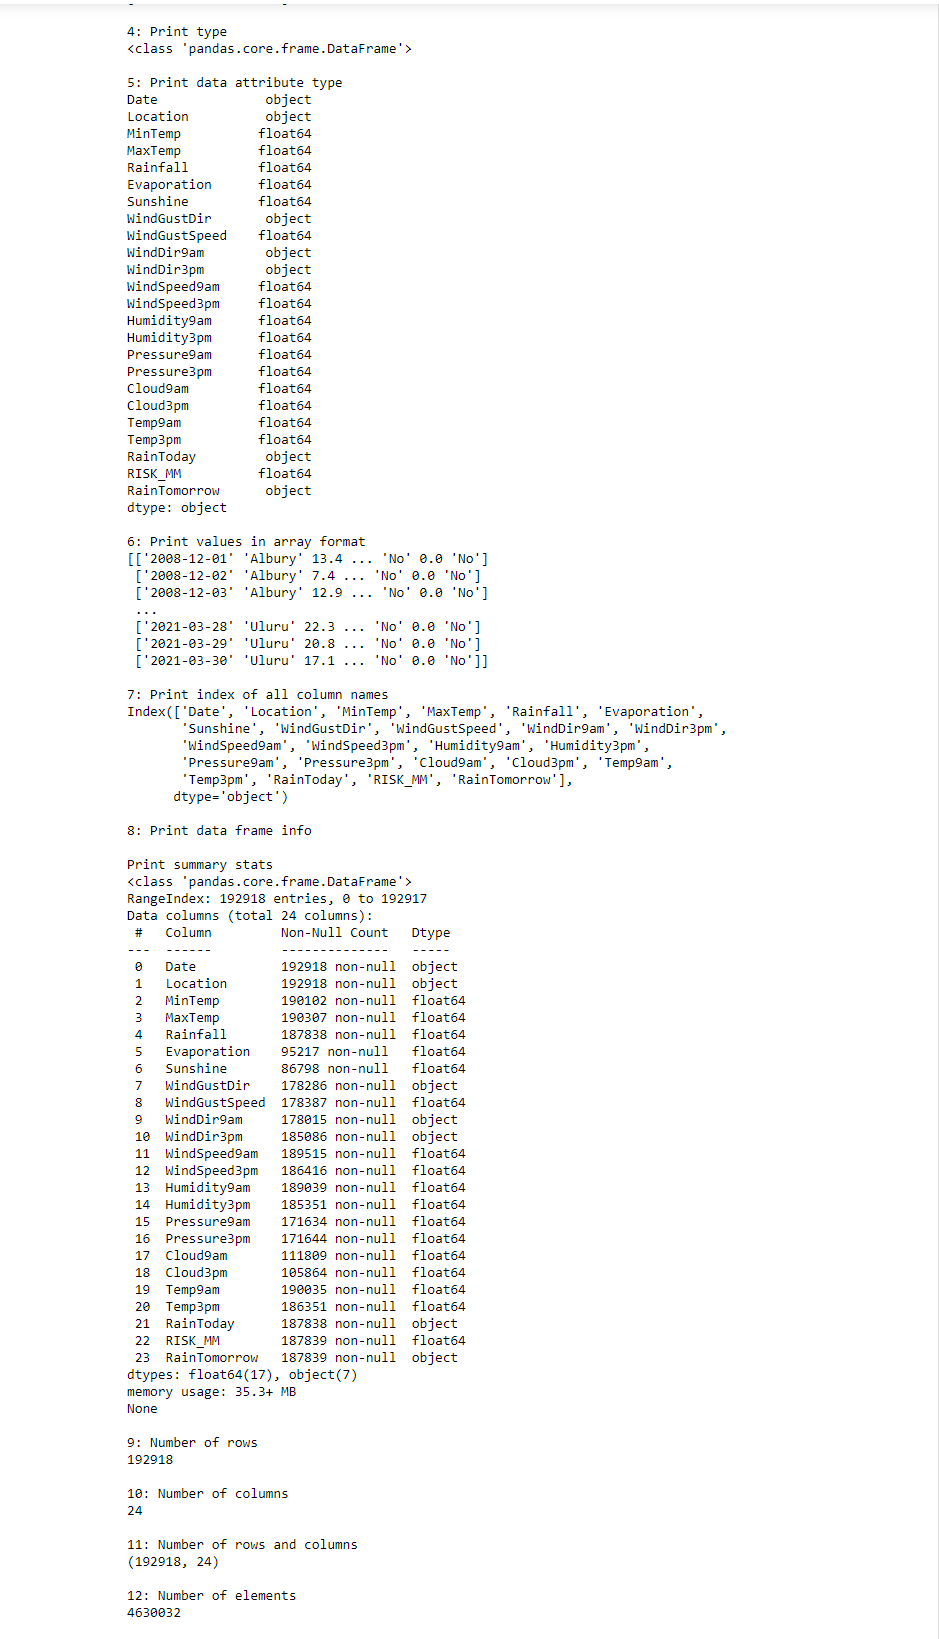 4: Print type
<class 'pandas.core.frame.DataFrame'>
5: Print data attribute type
Date              object
Location          object
MinTemp          float64
MaxTemp          float64
Rainfall         float64
Evaporation      float64
Sunshine         float64
WindGustDir       object
WindGustSpeed    float64
WindDir9am        object
WindDir3pm        object
WindSpeed9am     float64
WindSpeed3pm     float64
Humidity9am      float64
Humidity3pm      float64
Pressure9am      float64
Pressure3pm      float64
Cloud9am         float64
Cloud3pm         float64
Temp9am          float64
Temp3pm          float64
RainToday         object
RISK_MM          float64
RainTomorrow      object
dtype: object
6: Print values in array format
[['2008-12-01' 'Albury' 13.4 ... 'No' 0.0 'No']
 ['2008-12-02' 'Albury' 7.4 ... 'No' 0.0 'No']
 ['2008-12-03' 'Albury' 12.9 ... 'No' 0.0 'No']
 ...
 ['2021-03-28' 'Uluru' 22.3 ... 'No' 0.0 'No']
 ['2021-03-29' 'Uluru' 20.8 ... 'No' 0.0 'No']
 ['2021-03-30' 'Uluru' 17.1 ... 'No' 0.0 'No']]
7: Print index of all column names
Index(['Date', 'Location', 'MinTemp', 'MaxTemp', 'Rainfall', 'Evaporation',
       'Sunshine', 'WindGustDir', 'WindGustSpeed', 'WindDir9am', 'WindDir3pm',
       'WindSpeed9am', 'WindSpeed3pm', 'Humidity9am', 'Humidity3pm',
       'Pressure9am', 'Pressure3pm', 'Cloud9am', 'Cloud3pm', 'Temp9am',
       'Temp3pm', 'RainToday', 'RISK_MM', 'RainTomorrow'],
      dtype='object')
8: Print data frame info
Print summary stats
<class 'pandas.core.frame.DataFrame'>
RangeIndex: 192918 entries, 0 to 192917
Data columns (total 24 columns):
 #   Column         Non-Null Count   Dtype
---  ------         --------------   -----
 0   Date           192918 non-null  object
 1   Location       192918 non-null  object
 2   MinTemp        190102 non-null  float64
 3   MaxTemp        190307 non-null  float64
 4   Rainfall       187838 non-null  float64
 5   Evaporation    95217 non-null   float64
 6   Sunshine       86798 non-null   float64
 7   WindGustDir    178286 non-null  object
 8   WindGustSpeed  178387 non-null  float64
 9   WindDir9am     178015 non-null  object
 10  WindDir3pm     185086 non-null  object
 11  WindSpeed9am   189515 non-null  float64
 12  WindSpeed3pm   186416 non-null  float64
 13  Humidity9am    189039 non-null  float64
 14  Humidity3pm    185351 non-null  float64
 15  Pressure9am    171634 non-null  float64
 16  Pressure3pm    171644 non-null  float64
 17  Cloud9am       111809 non-null  float64
 18  Cloud3pm       105864 non-null  float64
 19  Temp9am        190035 non-null  float64
 20  Temp3pm        186351 non-null  float64
 21  RainToday      187838 non-null  object
 22  RISK_MM        187839 non-null  float64
 23  RainTomorrow   187839 non-null  object
dtypes: float64(17), object(7)
memory usage: 35.3+ MB
None
9: Number of rows
192918
10: Number of columns
24
11: Number of rows and columns
(192918, 24)
12: Number of elements
4630032